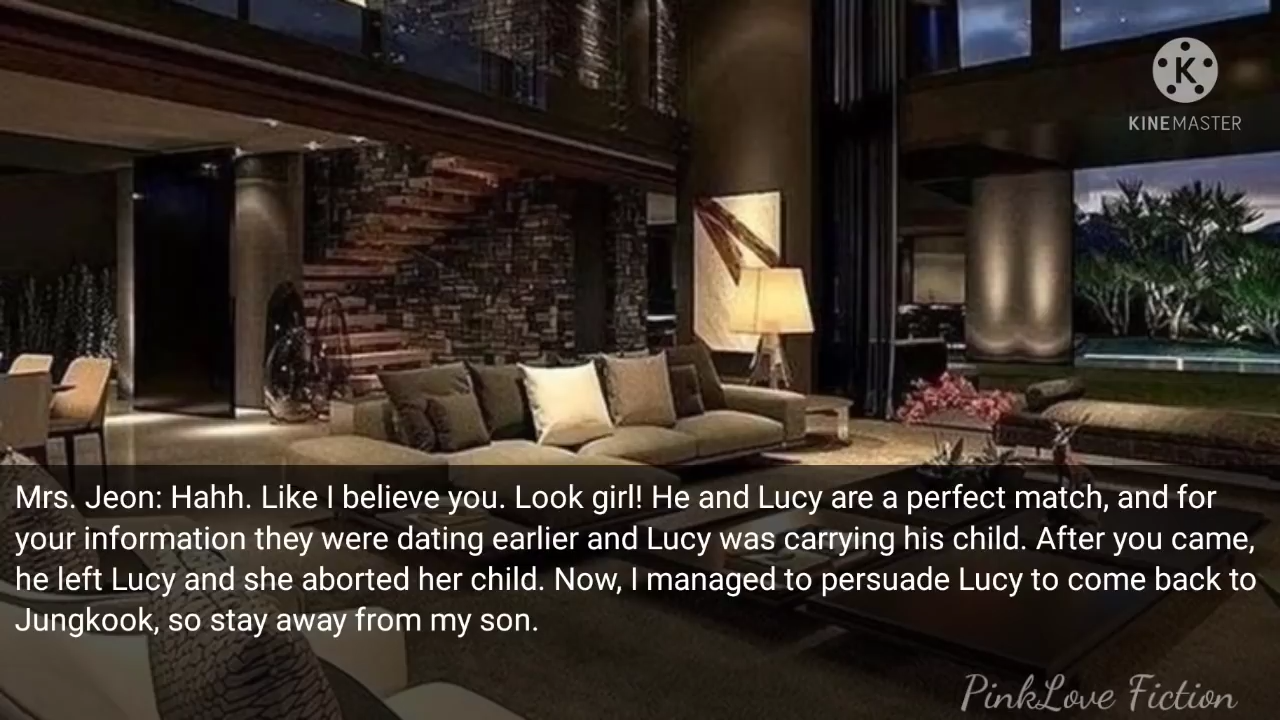 K
KINEMASTER
Mrs. Jeon: Hahh. Like I believe you. Look girl! He and Lucy are a perfect match, and for
your information they were dating earlier and Lucy was carrying his child. After you came,
he left Lucy and she aborted her child. Now, I managed to persuade Lucy to come back to
Jungkook, so stay away from my son.
PinkLove Fiction